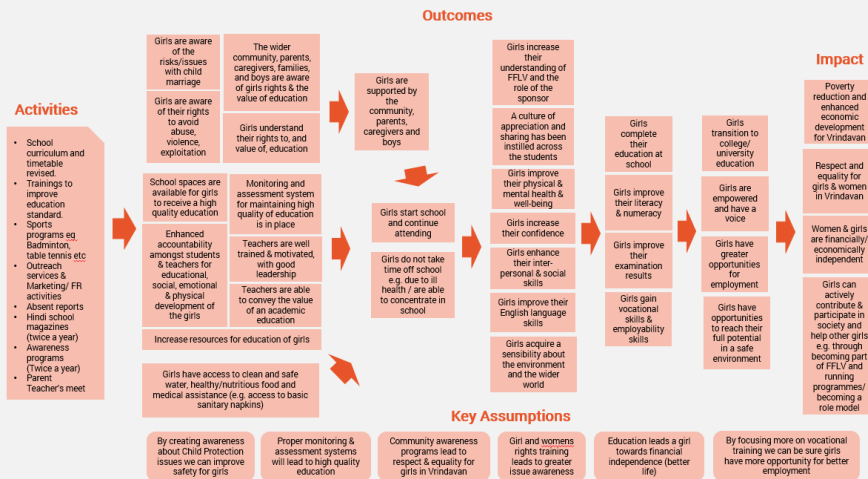 Outcomes
Impact
Activities
• School
curriculum and
timetable
revised.
• Trainings to
improve
education
standard.
• Sports
programs eg
Badminton,
table tennis etc
• Outreach
services &
Marketing/ FR
activities
• Absent reports
• Hindi school
magazines
(twice a year)
• Awareness
programs
(Twice a year)
• Parent
Teacher's meet
Girls are aware
of the
risks/issues
with child
marriage
The wider
community, parents,
caregivers, families,
and boys are aware
of girls rights & the
value of education
Girls are aware
of their rights
to avoid
abuse,
violence,
exploitation
Girls understand
their rights to, and
value of, education
School spaces are
available for girls
to receive a high
quality education
Monitoring and
assessment system
for maintaining high
quality of education is
in place
Enhanced
accountability
amongst students
& teachers for
educational,
social, emotional
& physical
development of
the girls
Teachers are well
trained & motivated,
with good
leadership
Teachers are able
to convey the value
of an academic
education
Increase resources for education of girls
Girls have access to clean and safe
water, healthy/nutritious food and
medical assistance (e.g. access to basic
sanitary napkins)
Girls are
supported by
the
community,
parents,
caregivers and
boys
Girls start school
and continue
attending
Girls do not take
time off school
e.g. due to ill
health / are able
to concentrate in
school
Girls increase
their
understanding of
FFLV and the
role of the
sponsor
A culture of
appreciation and
sharing has been
instilled across
the students
Girls improve
their physical &
mental health &
well-being
Girls increase
their confidence
Girls enhance
their inter-
personal & social
skills
Girls improve their
English language
skills
Girls acquire a
sensibility about
the environment
and the wider
world
Girls
complete
their
education at
school
Girls improve
their literacy
& numeracy
Girls improve
their
examination
results
Girls gain
vocational
skills &
employability
skills
Girls
transition to
college/
university
education
Girls are
empowered
and have a
voice
Girls have
greater
opportunities
for
employment
Girls have
opportunities
to reach their
full potential
in a safe
environment
Poverty
reduction and
enhanced
economic
development
for Vrindavan
Respect and
equality for
girls & women
in Vrindavan
Women & girls
are financially/
economically
independent
Girls can
actively
contribute &
participate in
society and
help other girls
e.g. through
becoming part
of FFLV and
running
programmes/
becoming a
role model
Key Assumptions
By creating awareness
about Child Protection
issues we can improve
safety for girls
Proper monitoring &
assessment systems
will lead to high quality
education
Community awareness
programs lead to
respect & equality for
girls in Vrindavan
Girl and womens
rights training
leads to greater
issue awareness
Education leads a girl
towards financial
independence (better
life)
By focusing more on vocational
training we can be sure girls
have more opportunity for better
employment